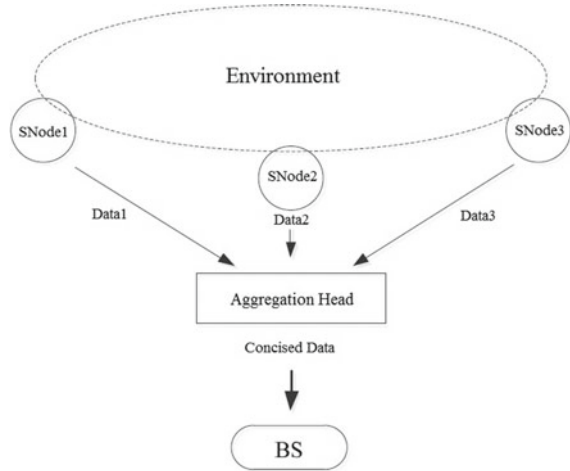 Environment
SNode1
SNode3
SNode2
Data1
Data2
Data3
Aggregation Head
Concised Data
BS